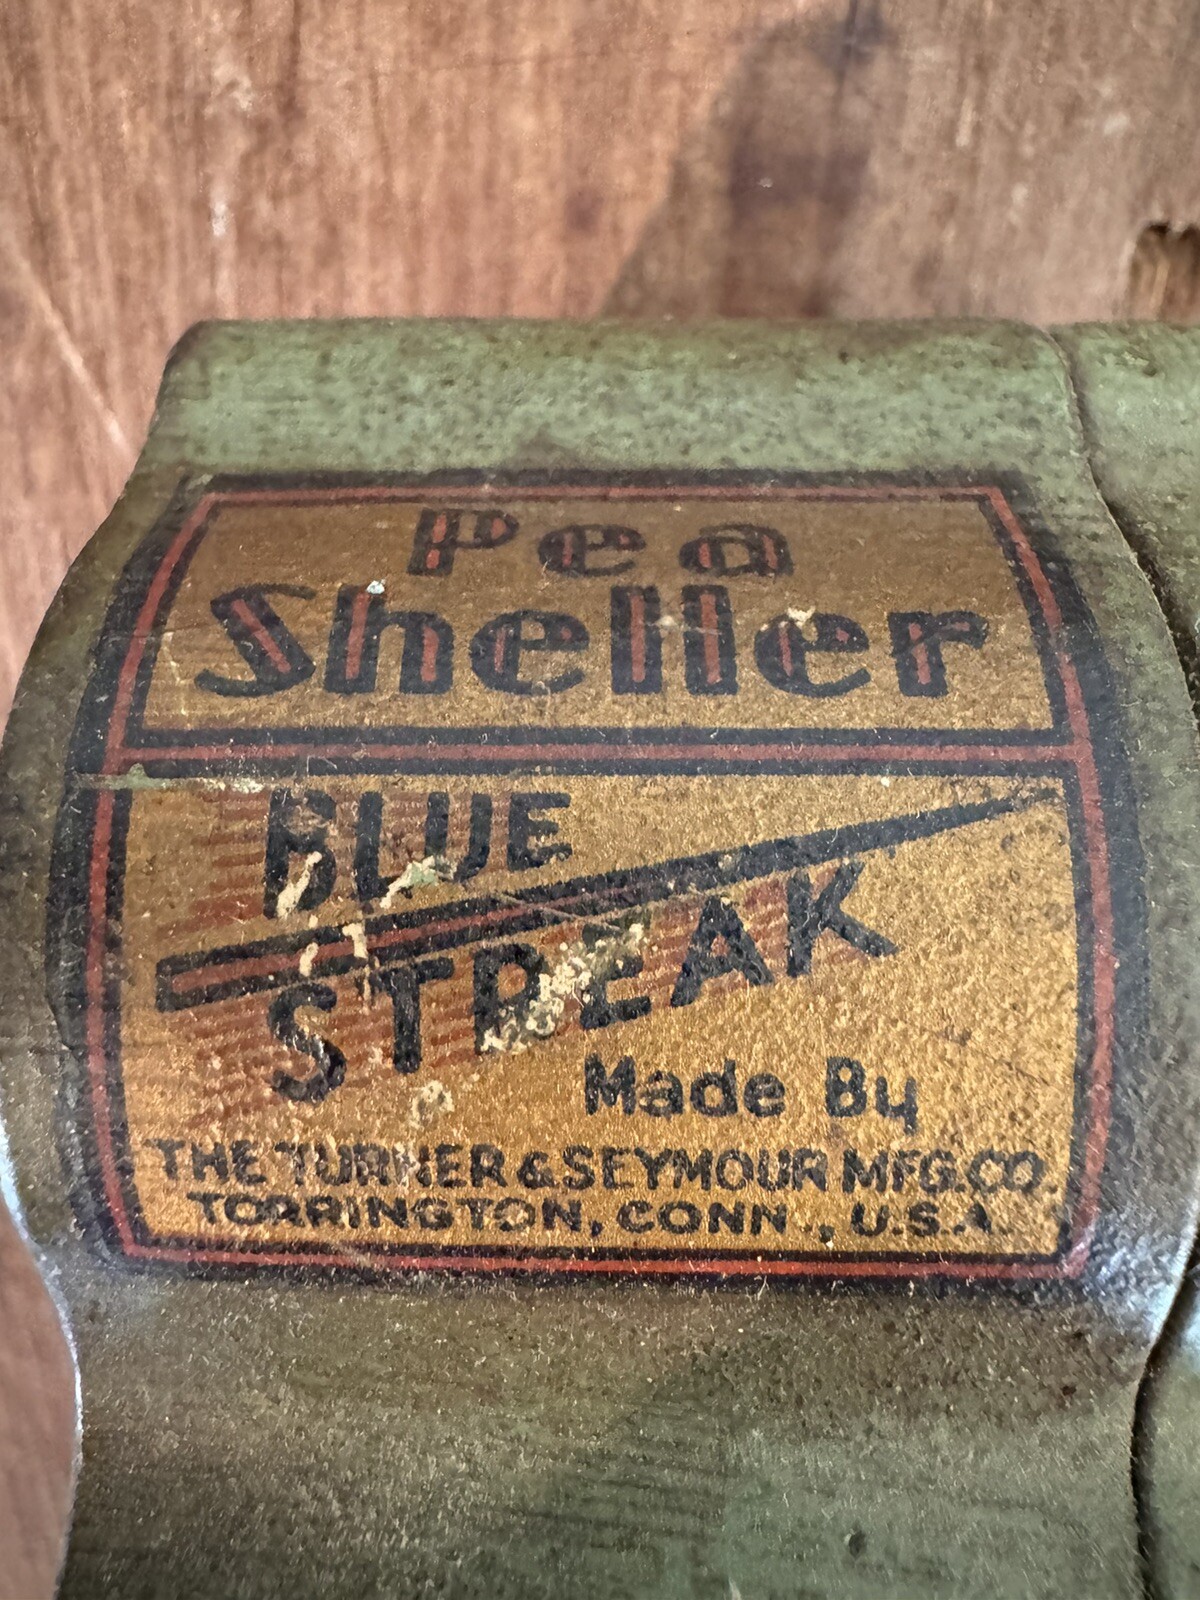 Pea
Sheller
BLUE
STREAK
Made By
THE TURNER & SEYMOUR MFG. CO.
TORRINGTON, CONN., U.S.A.